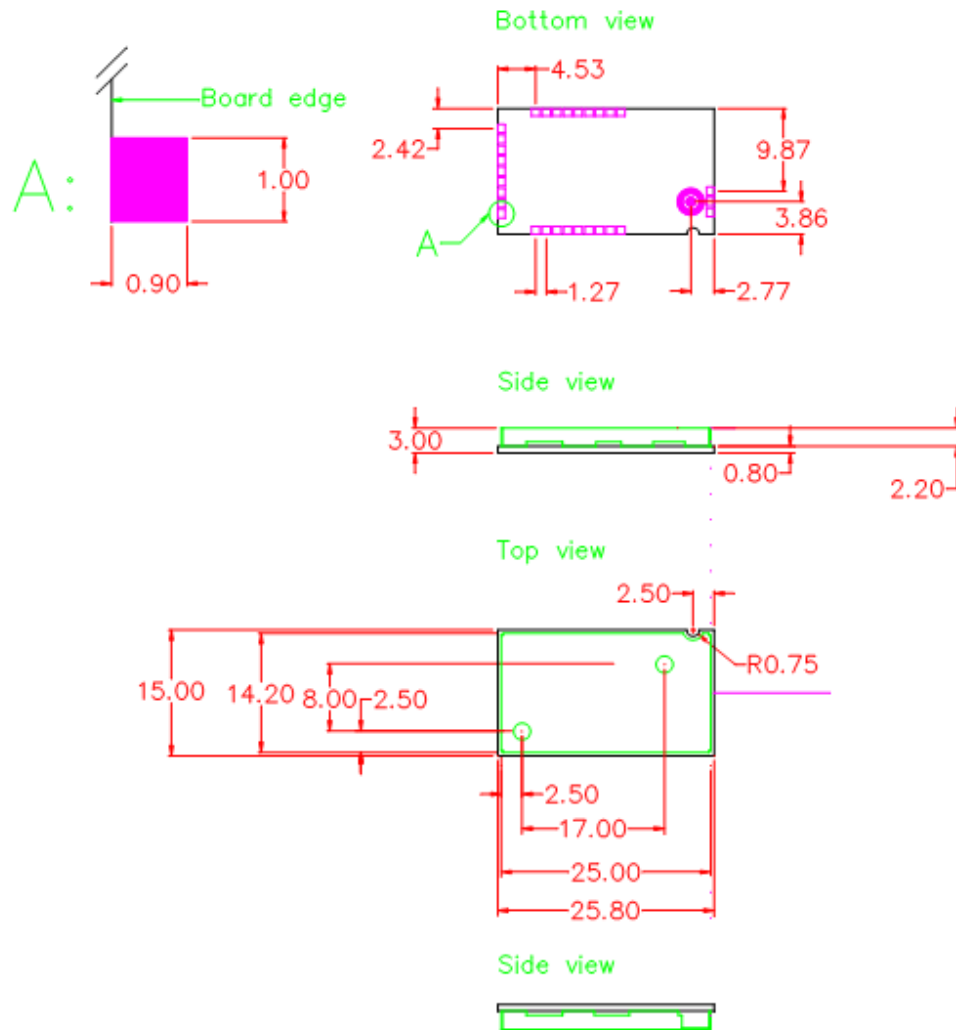 Bottom view
4.53
Board edge
2.42
9.87
A:
1.00
3.86
A
0.90
1.27
2.77
Side view
3.00
0.80
2.20
Top view
2.50
R0.75
15.00
14.20
8.00
2.50
2.50
17.00
25.00
25.80
Side view